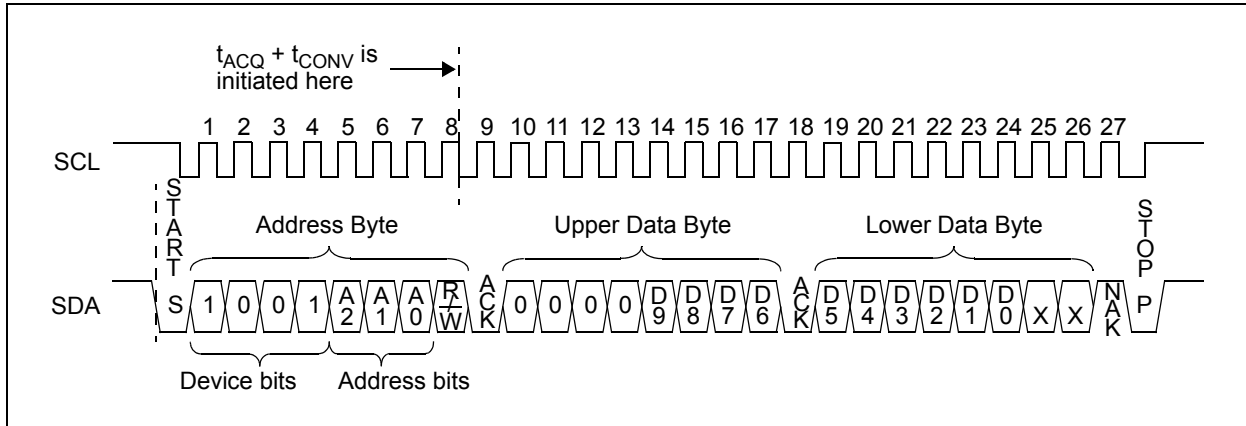 tACQ + tCONV is
initiated here
1 2 3 4 5 6 7 8 9 10 11 12 13 14 15 16 17 18 19 20 21 22 23 24 25 26 27
SCL
START
STOP
Address Byte
Upper Data Byte
Lower Data Byte
SDA
S 1 0 0 1 A2 A1 A0 R/W ACK 0 0 0 0 D9 D8 D7 D6 ACK D5 D4 D3 D2 D1 D0 X X NAK P
Device bits
Address bits